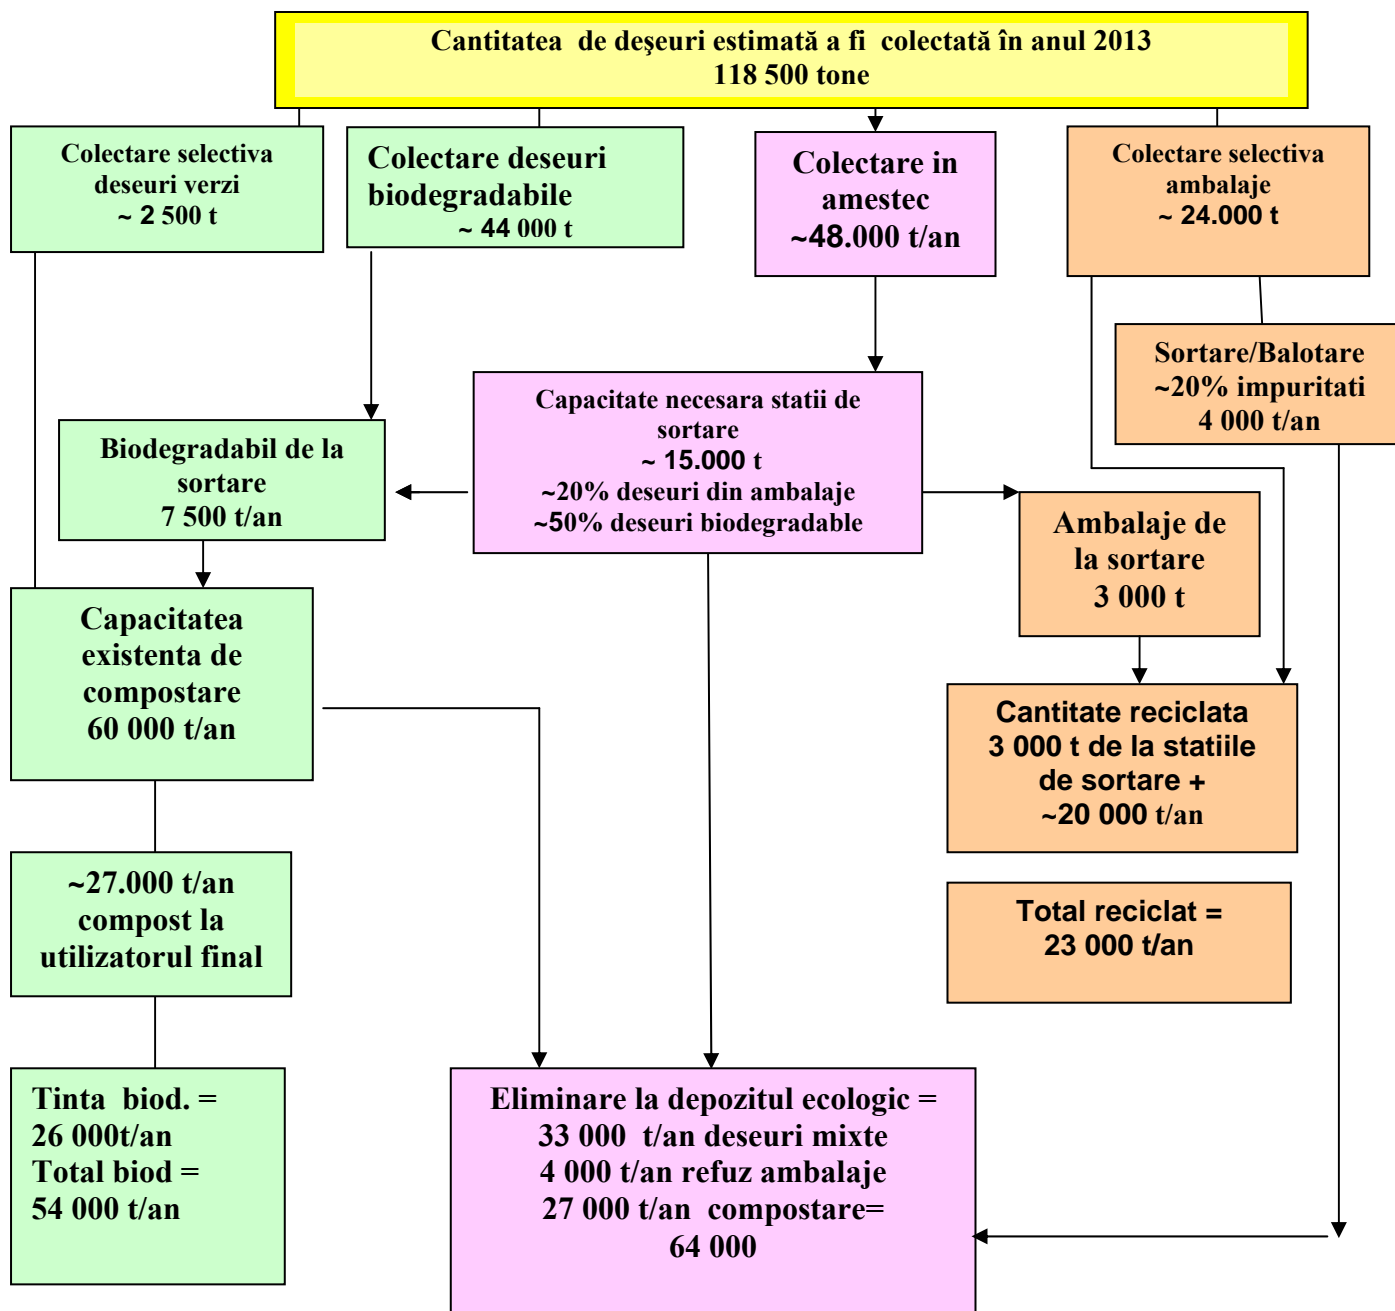 Cantitatea de deşeuri estimată a fi colectată în anul 2013
118 500 tone
Colectare selectiva
deseuri verzi
~ 2 500 t
Colectare deseuri
biodegradabile
~ 44 000 t
Colectare in
amestec
~48.000 t/an
Colectare selectiva
ambalaje
~ 24.000 t
Sortare/Balotare
~20% impuritati
4 000 t/an
Capacitate necesara statii de
sortare
~ 15.000 t
~20% deseuri din ambalaje
~50% deseuri biodegradable
Biodegradabil de la
sortare
7 500 t/an
Ambalaje de
la sortare
3 000 t
Capacitatea
existenta de
compostare
60 000 t/an
Cantitate reciclata
3 000 t de la statiile
de sortare +
~20 000 t/an
~27.000 t/an
compost la
utilizatorul final
Total reciclat =
23 000 t/an
Tinta biod. =
26 000t/an
Total biod =
54 000 t/an
Eliminare la depozitul ecologic =
33 000 t/an deseuri mixte
4 000 t/an refuz ambalaje
27 000 t/an compostare=
64 000